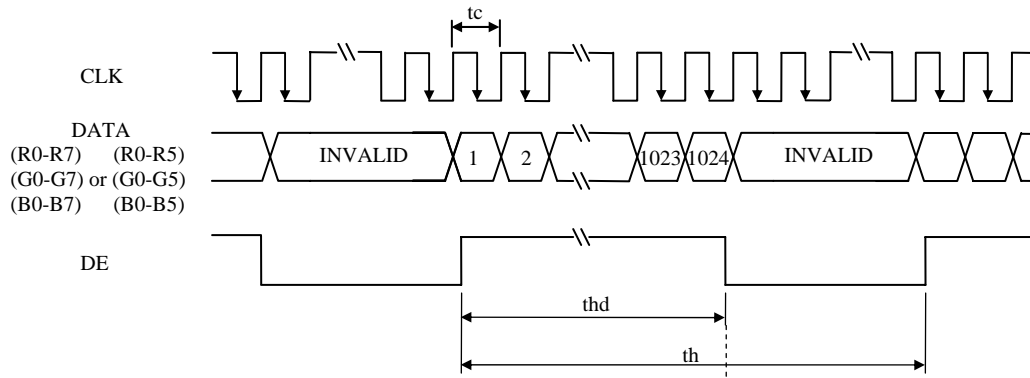 tc
CLK
DATA
(R0-R7) (R0-R5)
(G0-G7) or (G0-G5)
(B0-B7) (B0-B5)
INVALID 1 2 1023 1024 INVALID
DE
thd
th